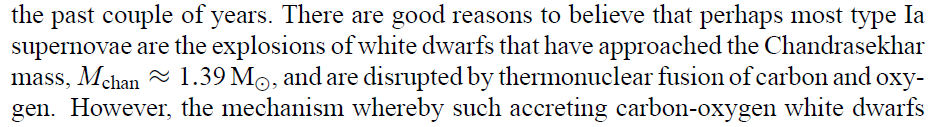 the past couple of years. There are good reasons to believe that perhaps most type Ia
supernovae are the explosions of white dwarfs that have approached the Chandrasekhar
mass, Mchan ≈ 1.39 M⊙, and are disrupted by thermonuclear fusion of carbon and oxy-
gen. However, the mechanism whereby such accreting carbon-oxygen white dwarfs